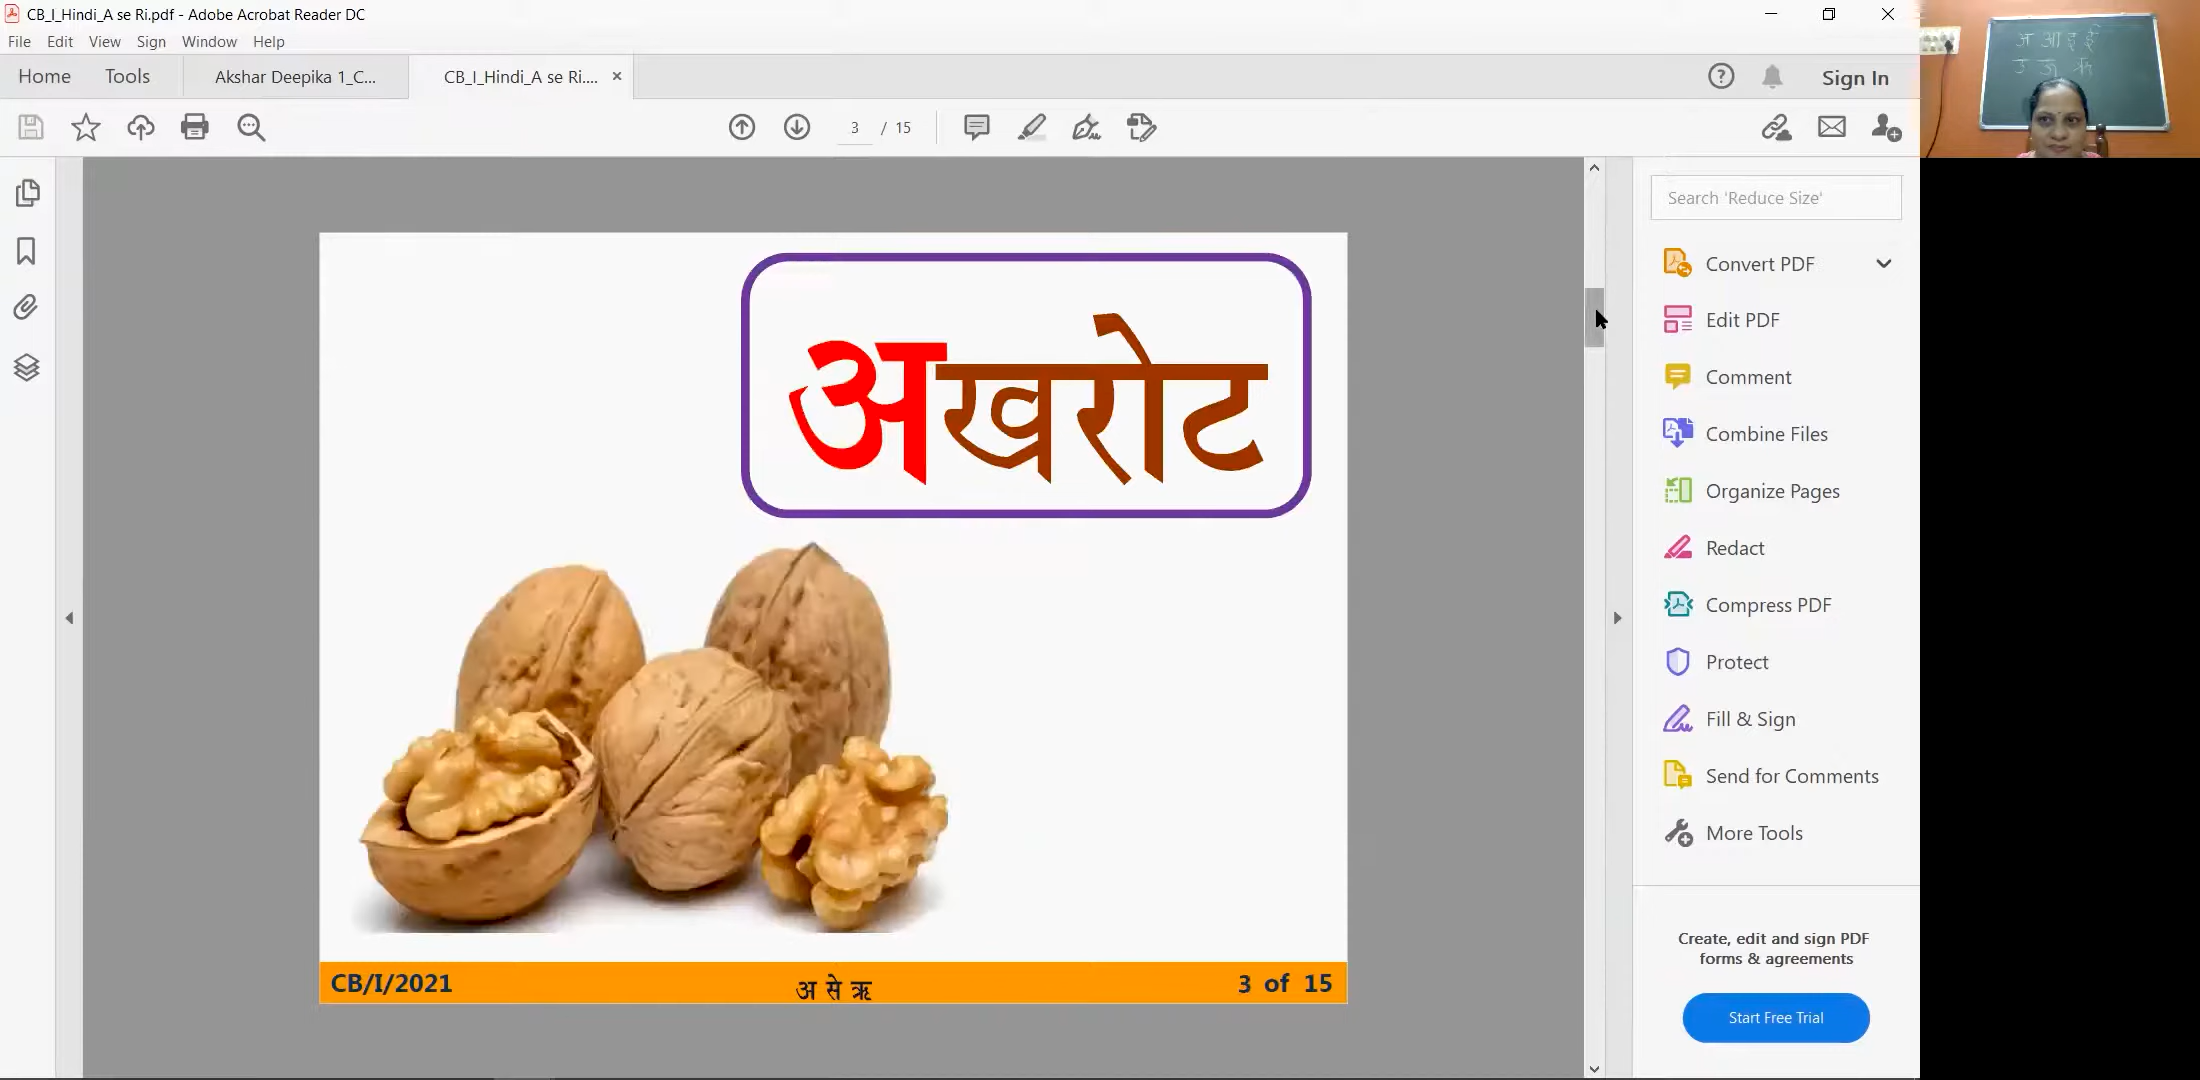 CB_I_Hindi_A se Ri.pdf - Adobe Acrobat Reader DC
File Edit View Sign Window Help
Home Tools Akshar Deepika 1_C... CB_I_Hindi_A se Ri.... × Sign In
3 / 15
Search 'Reduce Size'
Convert PDF
Edit PDF
Comment
Combine Files
Organize Pages
Redact
Compress PDF
Protect
Fill & Sign
Send for Comments
More Tools
Create, edit and sign PDF
forms & agreements
Start Free Trial
अखरोट
CB/I/2021 अ से ऋ 3 of 15
अ आ इ ई
उ ऊ ऋ